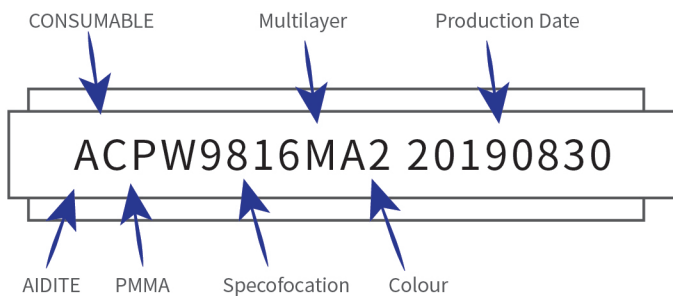 CONSUMABLE Multilayer Production Date
ACPW9816MA2 20190830
AIDITE PMMA Specofocation Colour